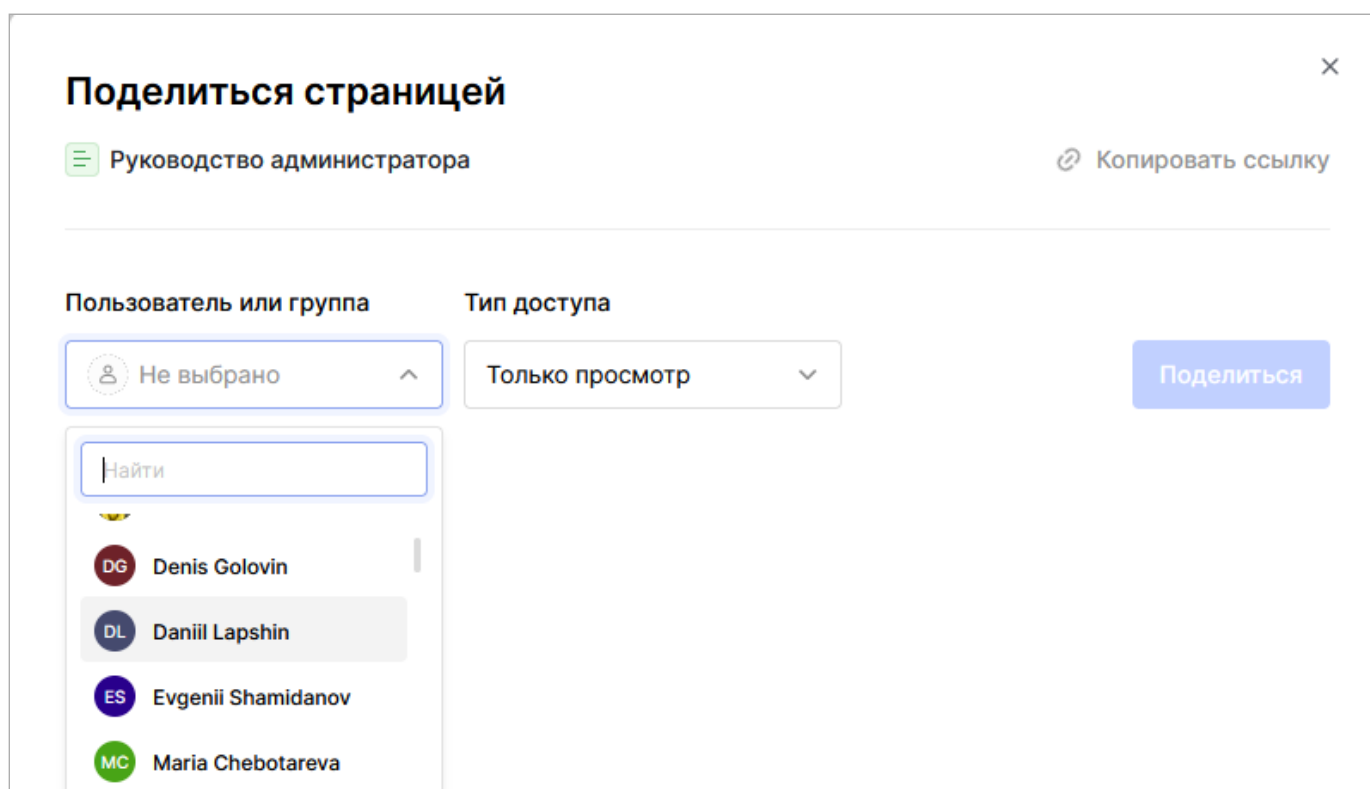 Поделиться страницей
Руководство администратора
Копировать ссылку
Пользователь или группа
Тип доступа
Не выбрано
Только просмотр
Поделиться
Найти
DG Denis Golovin
DL Daniil Lapshin
ES Evgenii Shamidanov
MC Maria Chebotareva